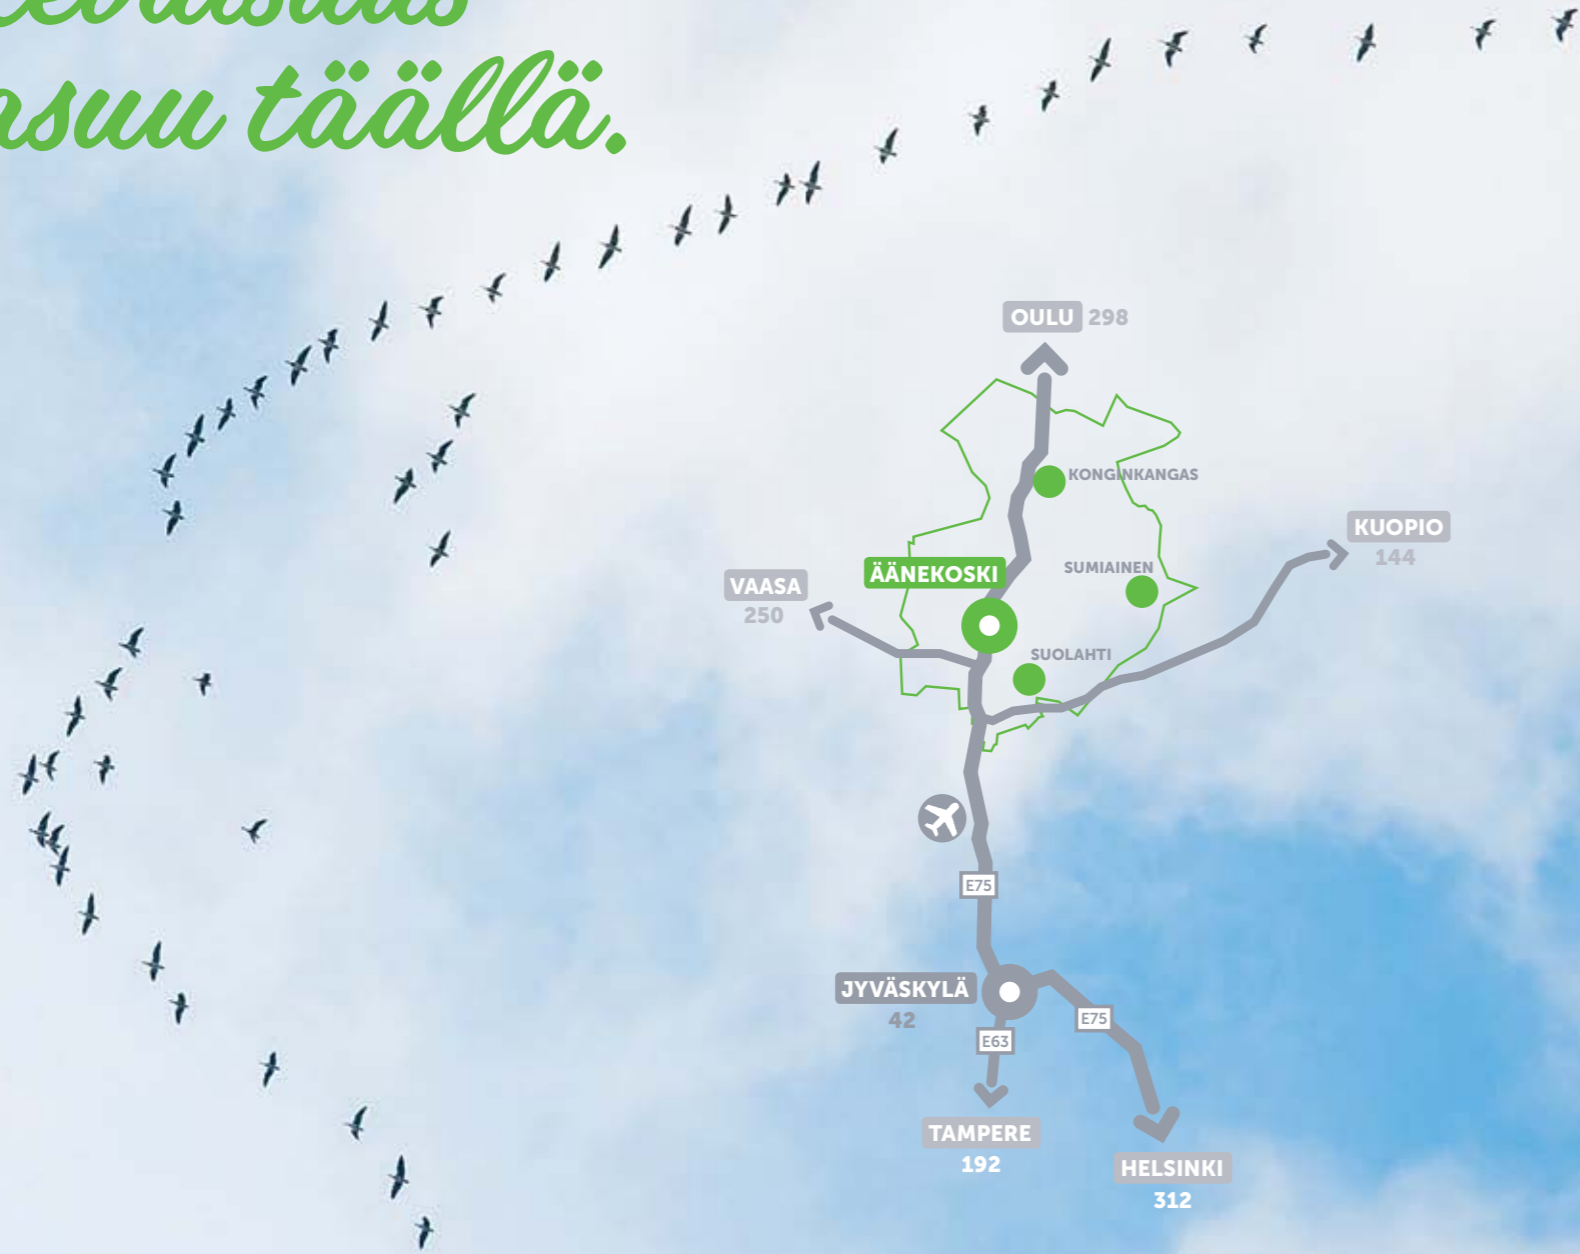 asuu täällä.
OULU 298
KONGINKANGAS
KUOPIO
144
ÄÄNEKOSKI
SUMIAINEN
VAASA
250
SUOLAHTI
E75
JYVÄSKYLÄ
42
E75
E63
TAMPERE
192
HELSINKI
312